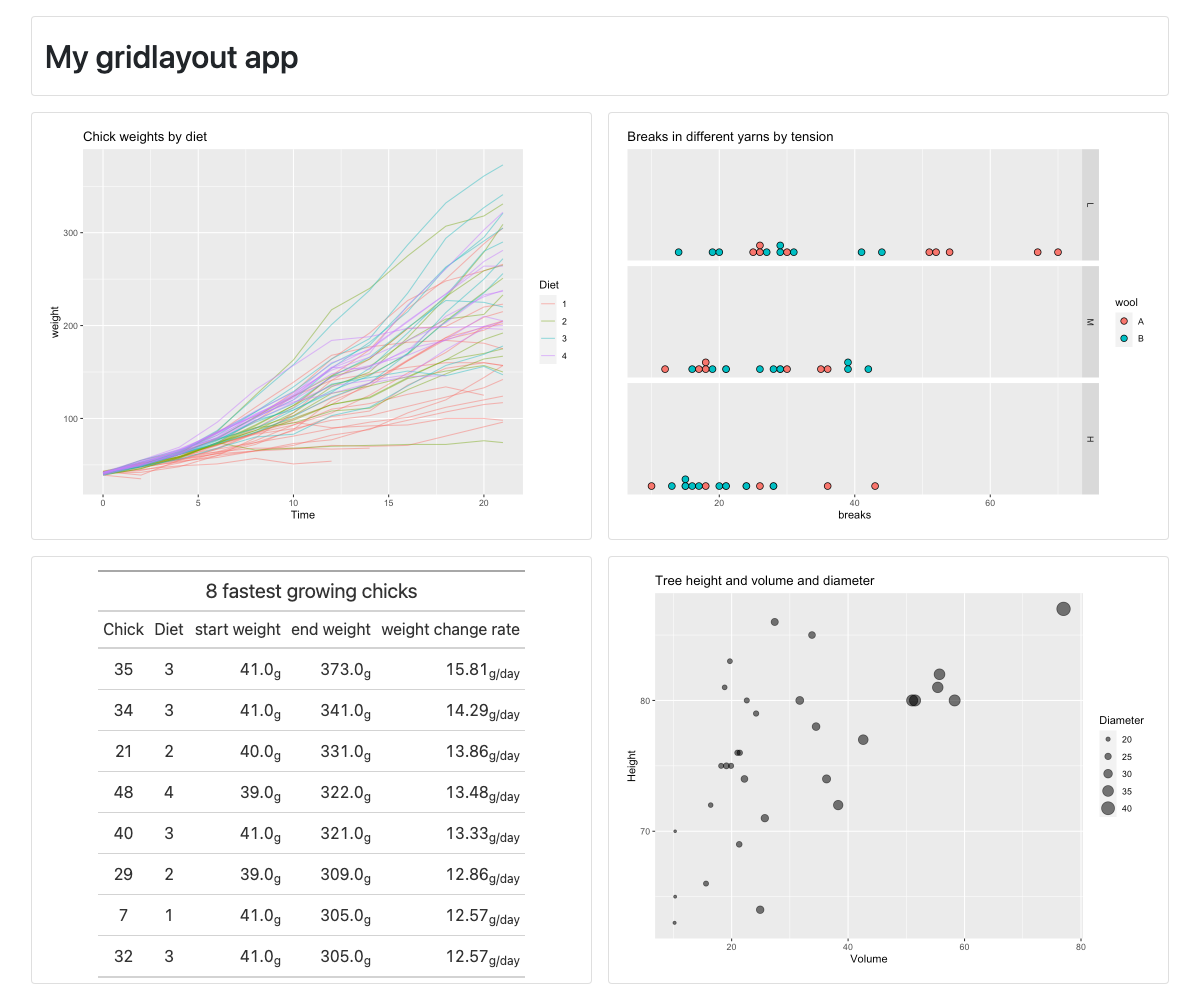 My gridlayout app
Chick weights by diet
weight
300
200
100
0 5 10 15 20
Time
Diet
1
2
3
4
Breaks in different yarns by tension
L
M
H
20 40 60
breaks
wool
A
B
8 fastest growing chicks
Chick Diet start weight end weight weight change rate
35 3 41.0g 373.0g 15.81g/day
34 3 41.0g 341.0g 14.29g/day
21 2 40.0g 331.0g 13.86g/day
48 4 39.0g 322.0g 13.48g/day
40 3 41.0g 321.0g 13.33g/day
29 2 39.0g 309.0g 12.86g/day
7 1 41.0g 305.0g 12.57g/day
32 3 41.0g 305.0g 12.57g/day
Tree height and volume and diameter
Height
80
70
20 40 60 80
Volume
Diameter
20
25
30
35
40